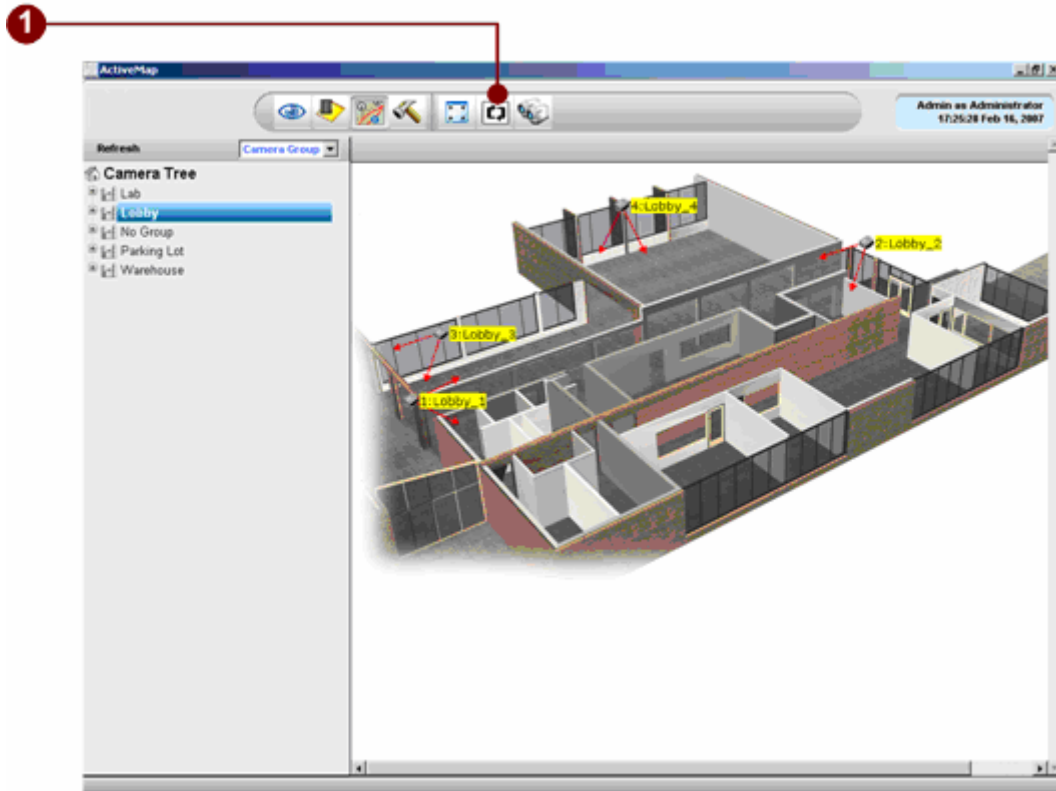 1
ActiveMap
Admin as Administrator
17:25:28 Feb 16, 2007
Refresh
Camera Group
Camera Tree
Lab
Lobby
No Group
Parking Lot
Warehouse
4:Lobby_4
2:Lobby_2
3:Lobby_3
1:Lobby_1